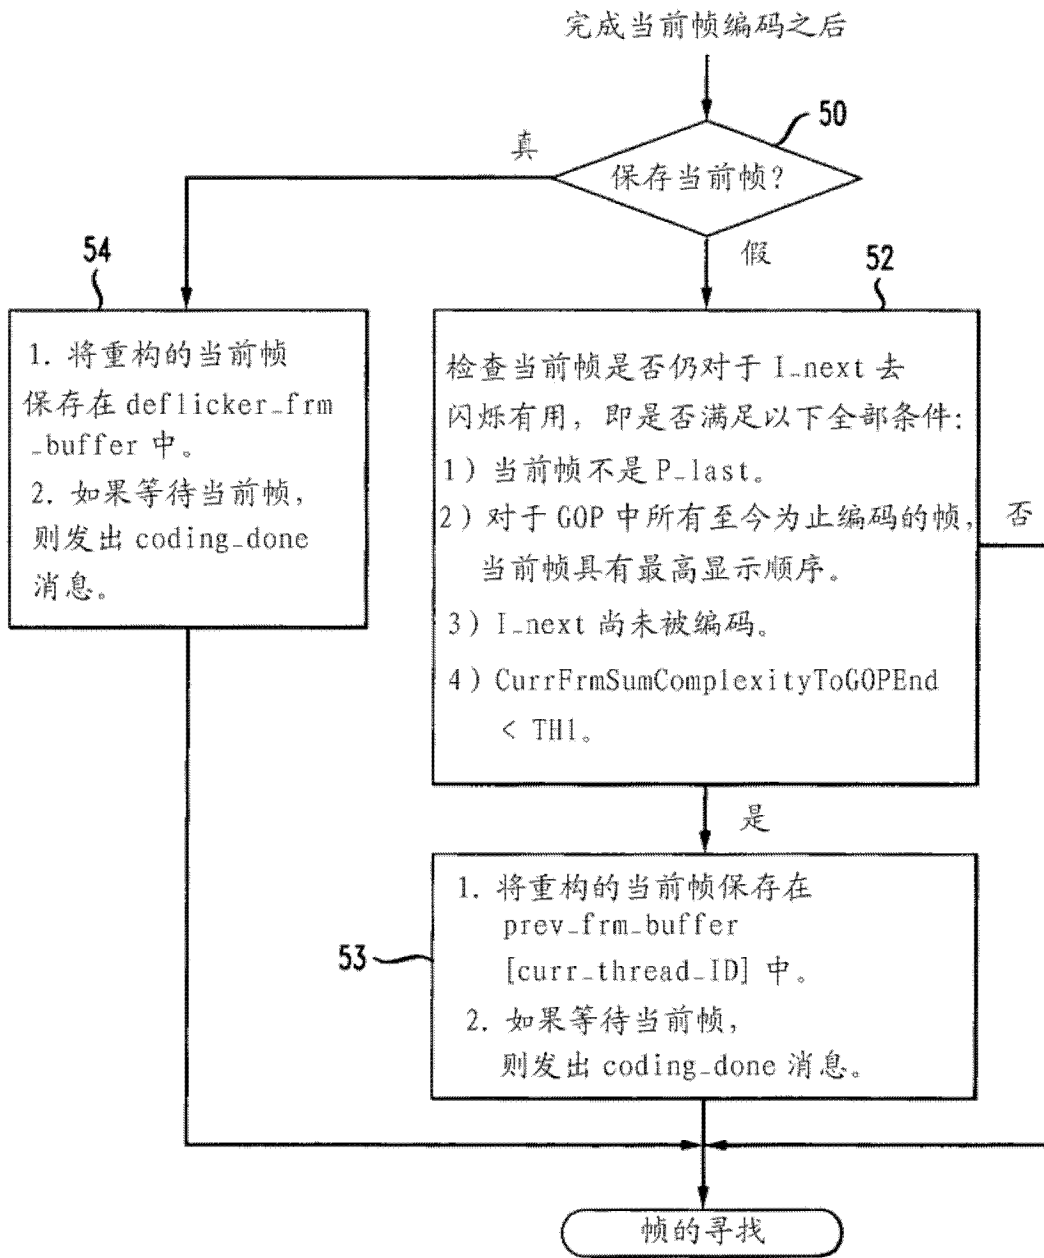 完成当前帧编码之后
50
真
保存当前帧?
假
54
52
1. 将重构的当前帧
保存在 deflicker_frm
_buffer 中。
2. 如果等待当前帧,
则发出 coding_done
消息。
检查当前帧是否仍对于 I_next 去
闪烁有用, 即是否满足以下全部条件:
1) 当前帧不是 P_last。
2) 对于 GOP 中所有至今为止编码的帧,
当前帧具有最高显示顺序。
3) I_next 尚未被编码。
4) CurrFrmSumComplexityToGOPEnd
< TH1。
否
是
53
1. 将重构的当前帧保存在
prev_frm_buffer
[curr_thread_ID] 中。
2. 如果等待当前帧,
则发出 coding_done 消息。
帧的寻找